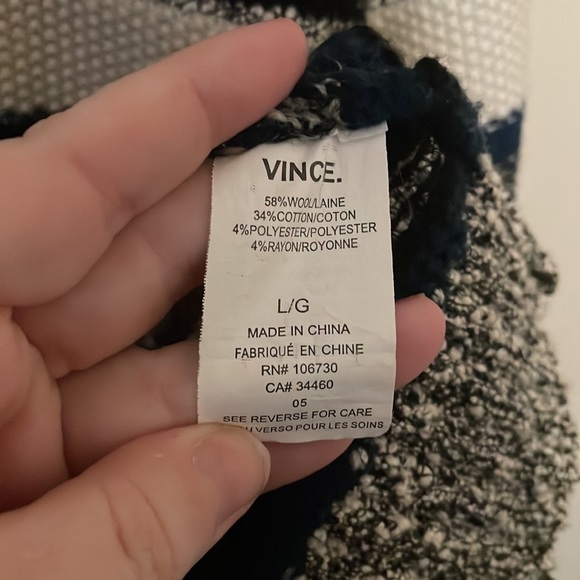 VINCE.
58%WOOL/LAINE
34%COTTON/COTON
4%POLYESTER/POLYESTER
4%RAYON/ROYONNE
L/G
MADE IN CHINA
FABRIQUÉ EN CHINE
RN# 106730
CA# 34460
05
SEE REVERSE FOR CARE
VERSO POUR LES SOINS